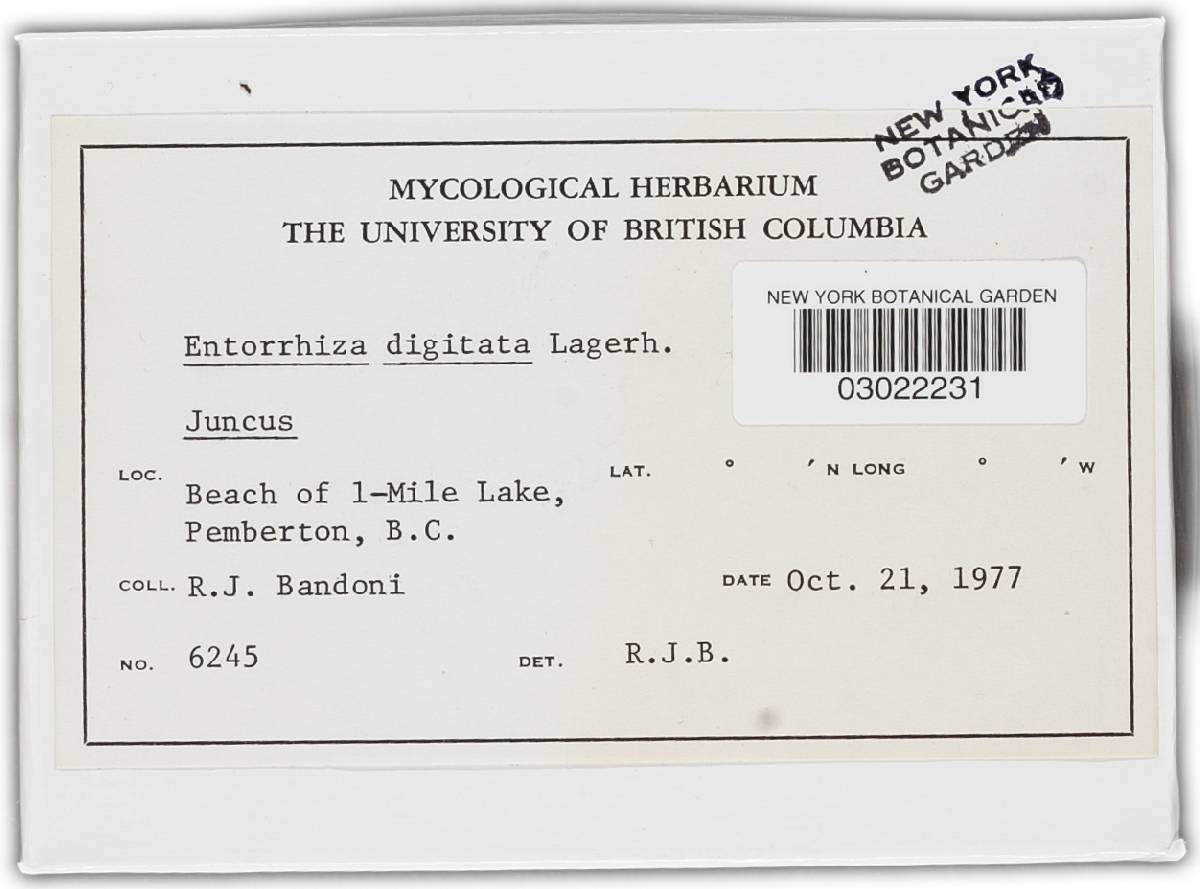 NEW YORK
BOTANICAL
GARDEN
MYCOLOGICAL HERBARIUM
THE UNIVERSITY OF BRITISH COLUMBIA
NEW YORK BOTANICAL GARDEN
03022231
Entorrhiza digitata Lagerh.
Juncus
LOC. Beach of 1-Mile Lake,
Pemberton, B.C.
LAT. ° ′ N LONG ° ′ W
COLL. R.J. Bandoni DATE Oct. 21, 1977
NO. 6245 DET. R.J.B.